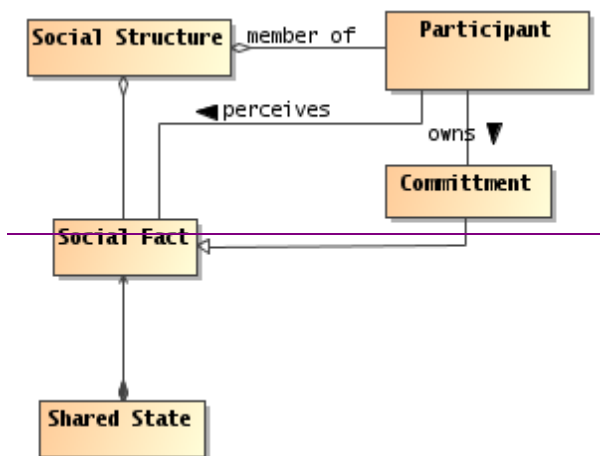 Social Structure
member of
Participant
perceives
owns
Committment
Social Fact
Shared State